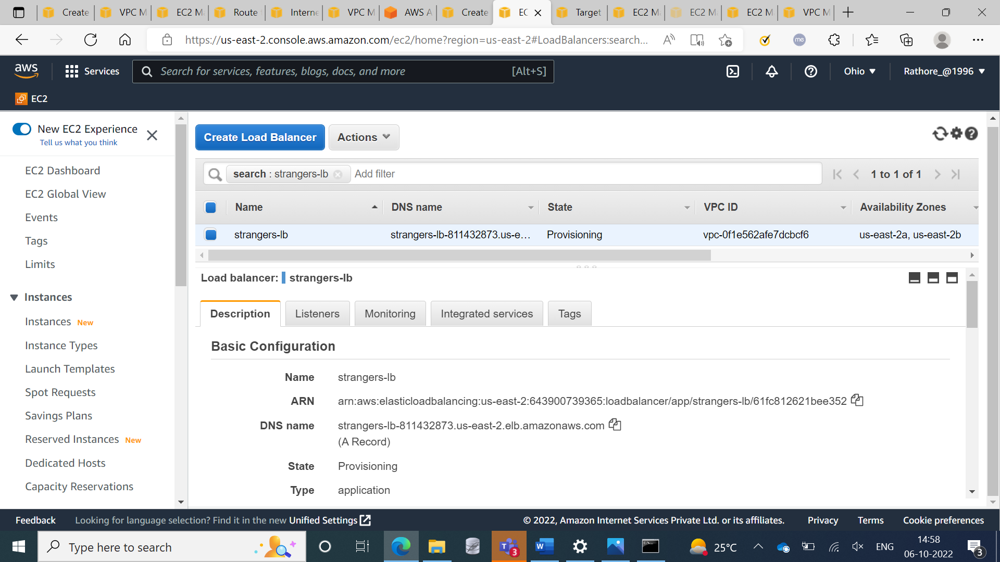 Create
VPC M
EC2 Ma
Route
Interne
VPC M
AWS A
Create
EC
Target
EC2 Ma
EC2 Ma
EC2 Ma
VPC M
https://us-east-2.console.aws.amazon.com/ec2/home?region=us-east-2#LoadBalancers:search...
me
aws
Services
Search for services, features, blogs, docs, and more
[Alt+S]
Ohio
Rathore_@1996
EC2
New EC2 Experience
Tell us what you think
EC2 Dashboard
EC2 Global View
Events
Tags
Limits
Instances
Instances New
Instance Types
Launch Templates
Spot Requests
Savings Plans
Reserved Instances New
Dedicated Hosts
Capacity Reservations
Create Load Balancer
Actions
search : strangers-lb
Add filter
1 to 1 of 1
Name DNS name State VPC ID Availability Zones
strangers-lb strangers-lb-811432873.us-e... Provisioning vpc-0f1e562afe7dcbcf6 us-east-2a, us-east-2b
Load balancer: strangers-lb
Description Listeners Monitoring Integrated services Tags
Basic Configuration
Name strangers-lb
ARN arn:aws:elasticloadbalancing:us-east-2:643900739365:loadbalancer/app/strangers-lb/61fc812621bee352
DNS name strangers-lb-811432873.us-east-2.elb.amazonaws.com
(A Record)
State Provisioning
Type application
Feedback Looking for language selection? Find it in the new Unified Settings
© 2022, Amazon Internet Services Private Ltd. or its affiliates. Privacy Terms Cookie preferences
Type here to search
3
25°C
ENG
14:58
06-10-2022
3